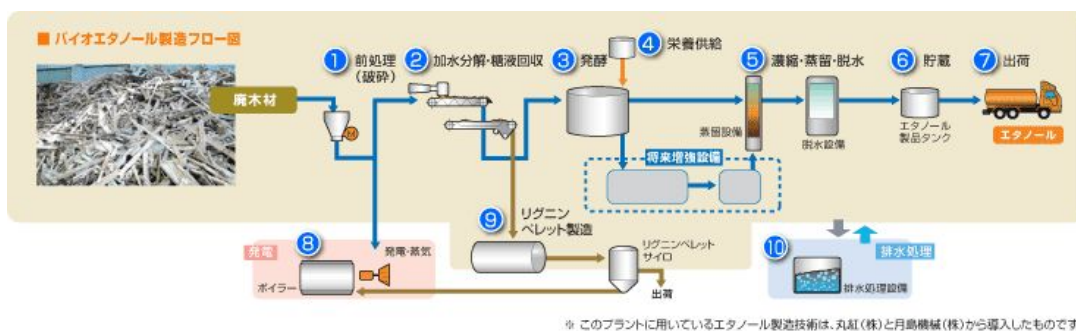 ■ バイオエタノール製造フロー図
廃木材
1 前処理
（破砕）
2 加水分解・糖液回収
3 発酵
4 栄養供給
5 濃縮・蒸留・脱水
6 貯蔵
7 出荷
M
蒸留設備
脱水設備
エタノール
製品タンク
エタノール
将来増強設備
9 リグニン
ペレット製造
リグニンペレット
サイロ
出荷
発電
8
発電・蒸気
ボイラー
10
排水処理
排水処理設備
※ このプラントに用いているエタノール製造技術は、丸紅（株）と月島機械（株）から導入したものです